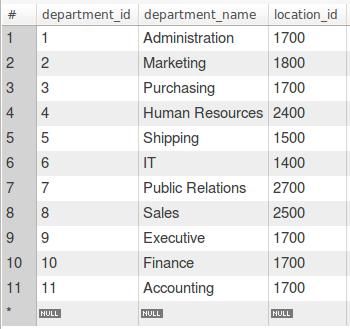 # department_id department_name location_id
1 1 Administration 1700
2 2 Marketing 1800
3 3 Purchasing 1700
4 4 Human Resources 2400
5 5 Shipping 1500
6 6 IT 1400
7 7 Public Relations 2700
8 8 Sales 2500
9 9 Executive 1700
10 10 Finance 1700
11 11 Accounting 1700
* NULL NULL NULL